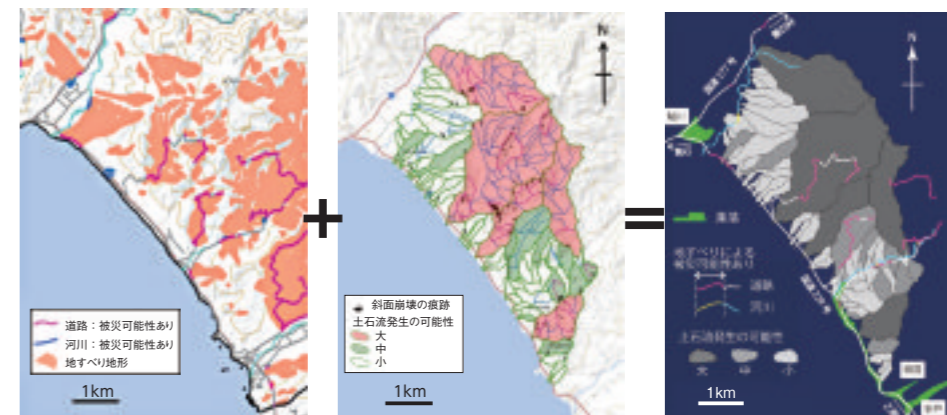 道路：被災可能性あり
河川：被災可能性あり
地すべり地形
1km
+
N
斜面崩壊の痕跡
土石流発生の可能性
大
中
小
1km
=
N
集落
地すべりによる
被災可能性あり
道路
河川
土石流発生の可能性
大 中 小
1km